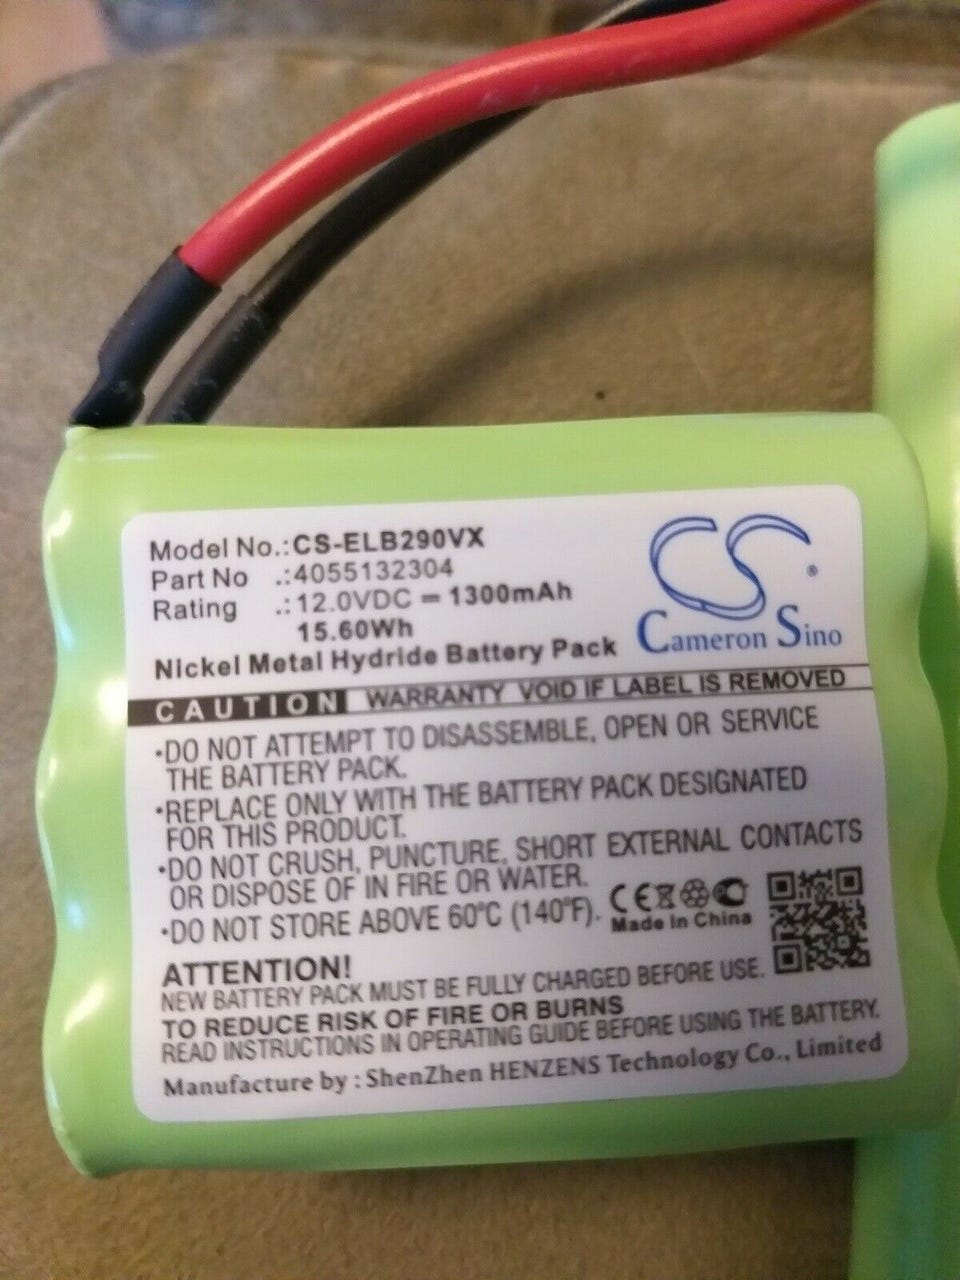 Model No.:CS-ELB290VX
Part No .:4055132304
Rating .:12.0VDC ⎓ 1300mAh
15.60Wh
Nickel Metal Hydride Battery Pack
CS
®
Cameron Sino
CAUTION WARRANTY VOID IF LABEL IS REMOVED
·DO NOT ATTEMPT TO DISASSEMBLE, OPEN OR SERVICE
THE BATTERY PACK.
·REPLACE ONLY WITH THE BATTERY PACK DESIGNATED
FOR THIS PRODUCT.
·DO NOT CRUSH, PUNCTURE, SHORT EXTERNAL CONTACTS
OR DISPOSE OF IN FIRE OR WATER.
·DO NOT STORE ABOVE 60°C (140°F).
CE
Made In China
ATTENTION!
NEW BATTERY PACK MUST BE FULLY CHARGED BEFORE USE.
TO REDUCE RISK OF FIRE OR BURNS
READ INSTRUCTIONS IN OPERATING GUIDE BEFORE USING THE BATTERY.
Manufacture by : ShenZhen HENZENS Technology Co., Limited